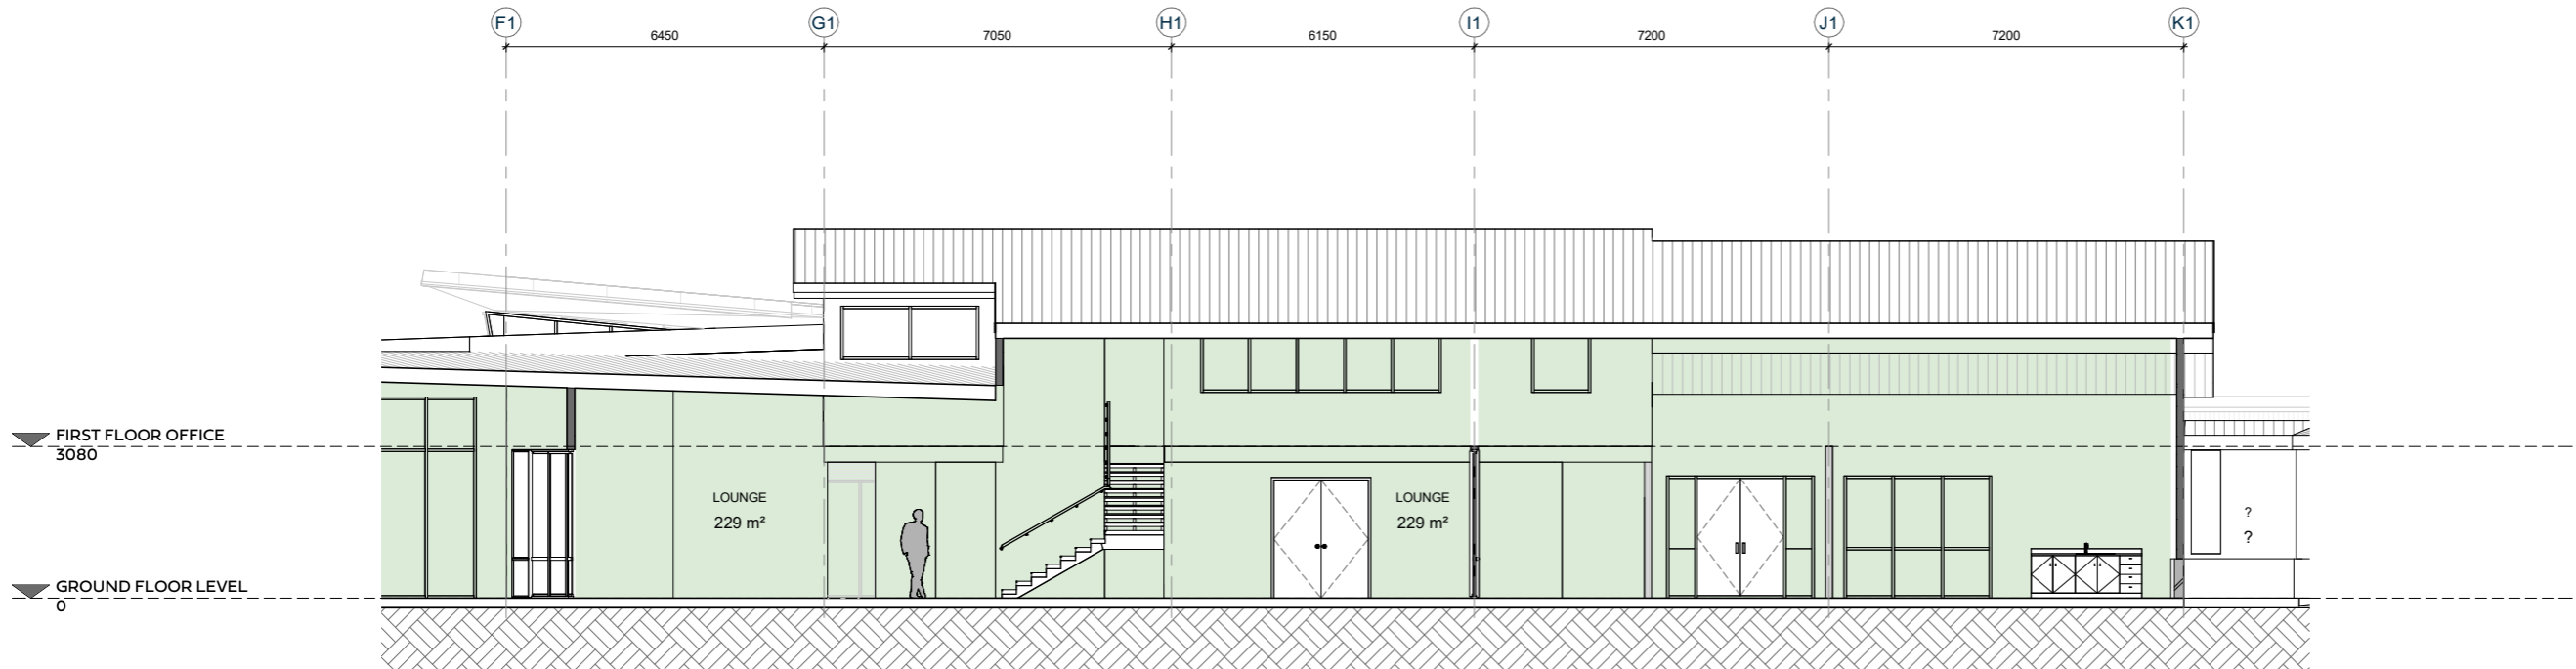 F1 G1 H1 I1 J1 K1
6450 7050 6150 7200 7200
FIRST FLOOR OFFICE
3080
LOUNGE LOUNGE
229 m² 229 m²
?
?
GROUND FLOOR LEVEL
0